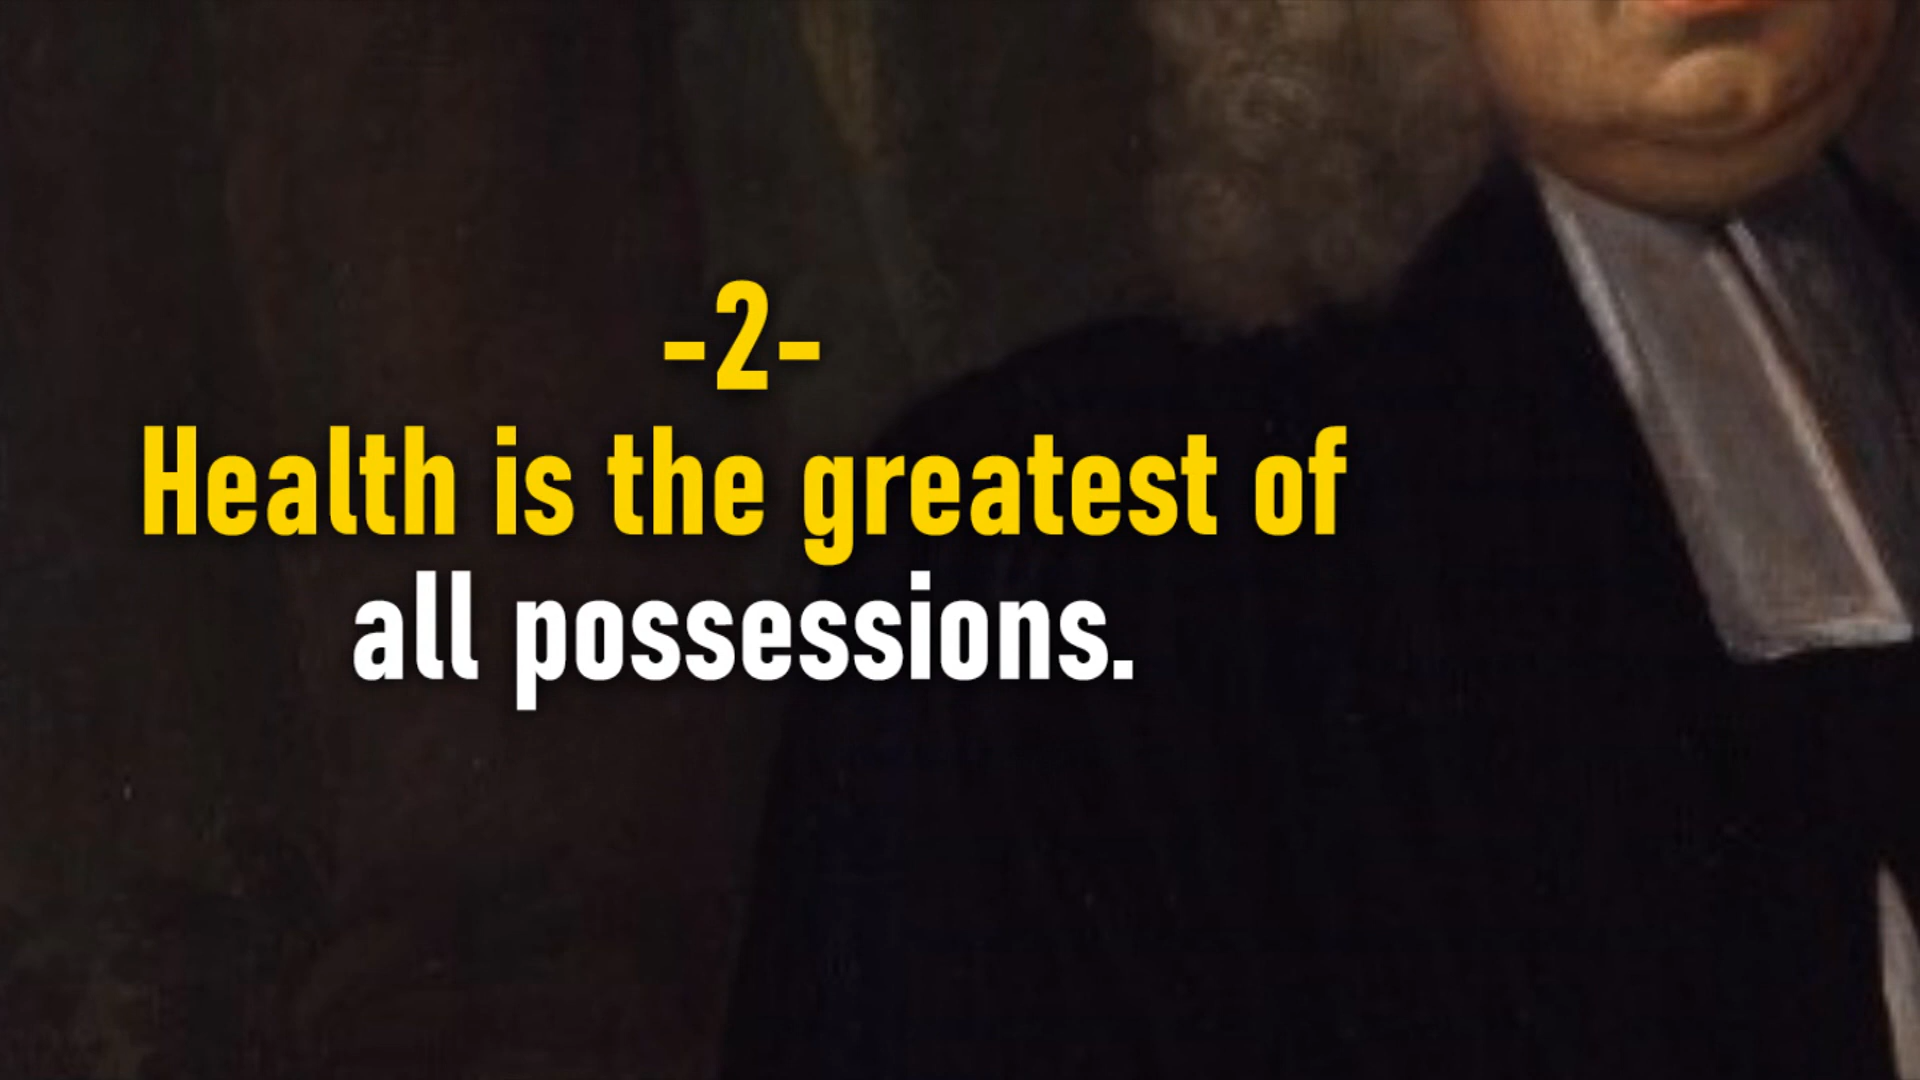 -2-
Health is the greatest of
all possessions.